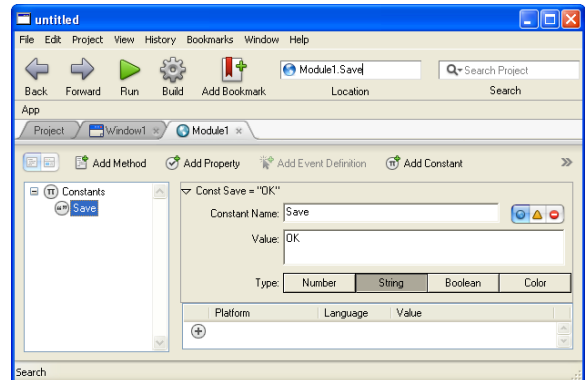 untitled
File Edit Project View History Bookmarks Window Help
Module1.Save
Search Project
Back Forward Run Build Add Bookmark Location Search
App
Project Window1 Module1
Add Method Add Property Add Event Definition Add Constant
Constants
Save
Const Save = "OK"
Constant Name: Save
Value: OK
Type: Number String Boolean Color
Platform Language Value
Search